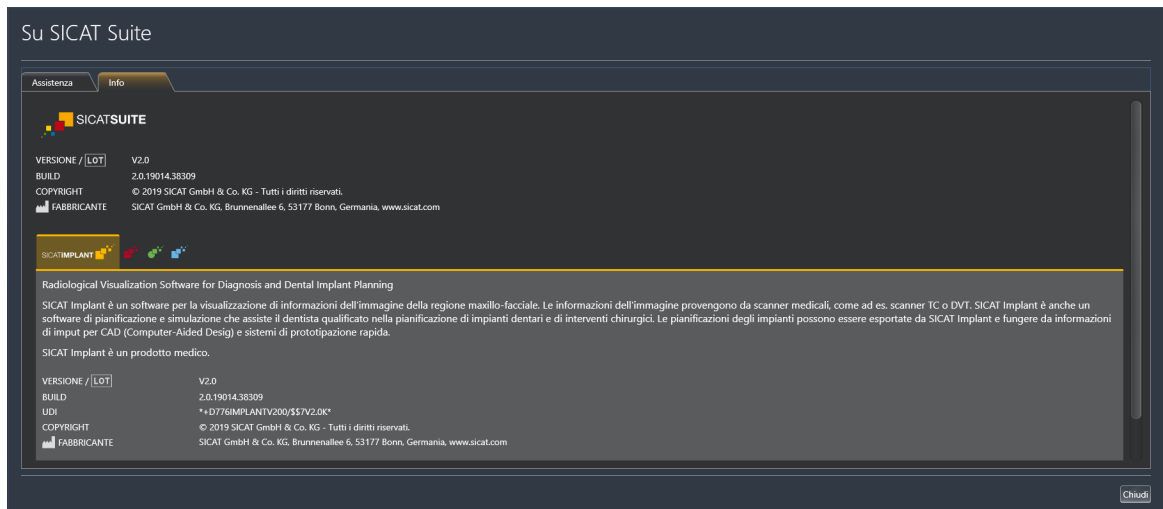 Su SICAT Suite
Assistenza
Info
SICATSUITE
VERSIONE / LOT V2.0
BUILD 2.0.19014.38309
COPYRIGHT © 2019 SICAT GmbH & Co. KG - Tutti i diritti riservati.
FABBRICANTE SICAT GmbH & Co. KG, Brunnenallee 6, 53177 Bonn, Germania, www.sicat.com
SICATIMPLANT
Radiological Visualization Software for Diagnosis and Dental Implant Planning
SICAT Implant è un software per la visualizzazione di informazioni dell'immagine della regione maxillo-facciale. Le informazioni dell'immagine provengono da scanner medicali, come ad es. scanner TC o DVT. SICAT Implant è anche un
software di pianificazione e simulazione che assiste il dentista qualificato nella pianificazione di impianti dentari e di interventi chirurgici. Le pianificazioni degli impianti possono essere esportate da SICAT Implant e fungere da informazioni
di imput per CAD (Computer-Aided Desig) e sistemi di prototipazione rapida.
SICAT Implant è un prodotto medico.
VERSIONE / LOT V2.0
BUILD 2.0.19014.38309
UDI *+D776IMPLANTV200/$$7V2.0K*
COPYRIGHT © 2019 SICAT GmbH & Co. KG - Tutti i diritti riservati.
FABBRICANTE SICAT GmbH & Co. KG, Brunnenallee 6, 53177 Bonn, Germania, www.sicat.com
Chiudi